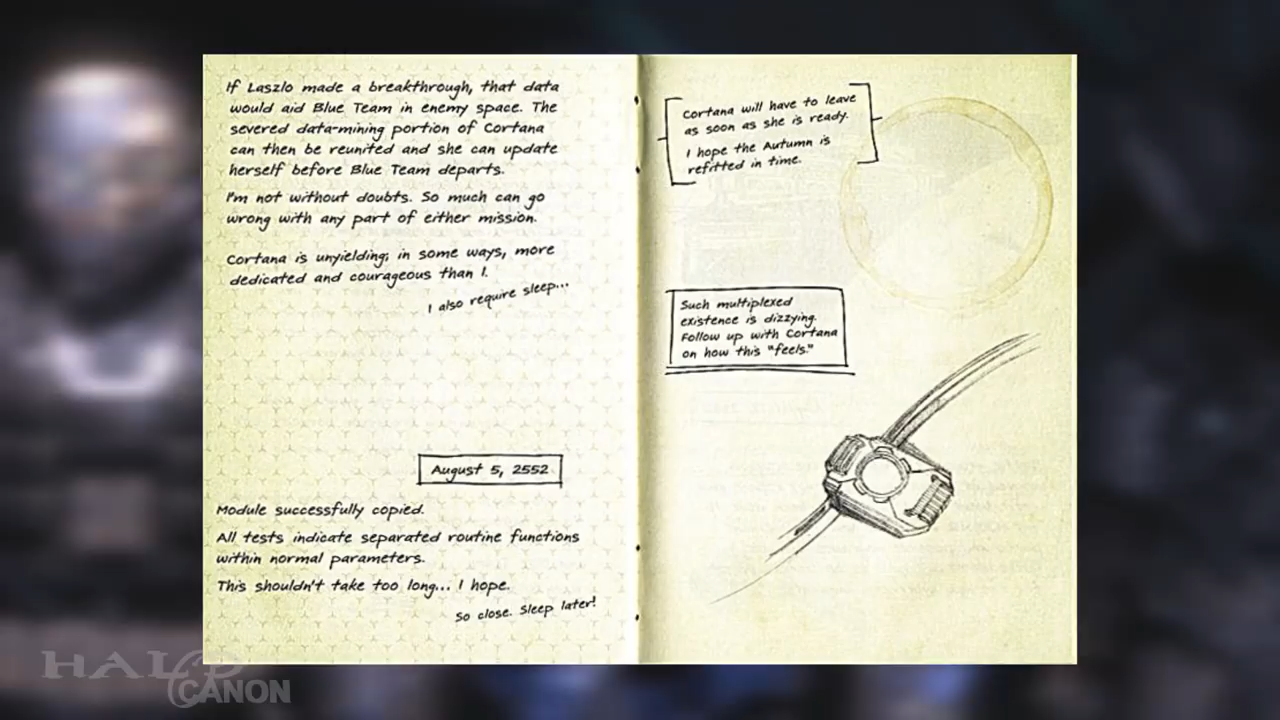 If Laszlo made a breakthrough, that data
would aid Blue Team in enemy space. The
severed data-mining portion of Cortana
can then be reunited and she can update
herself before Blue Team departs.
I'm not without doubts. So much can go
wrong with any part of either mission.
Cortana is unyielding; in some ways, more
dedicated and courageous than I.
I also require sleep...
August 5, 2552
Module successfully copied.
All tests indicate separated routine functions
within normal parameters.
This shouldn't take too long... I hope.
So close. Sleep later!
Cortana will have to leave
as soon as she is ready.
I hope the Autumn is
refitted in time.
Such multiplexed
existence is dizzying.
Follow up with Cortana
on how this "feels."
HALO
CANON